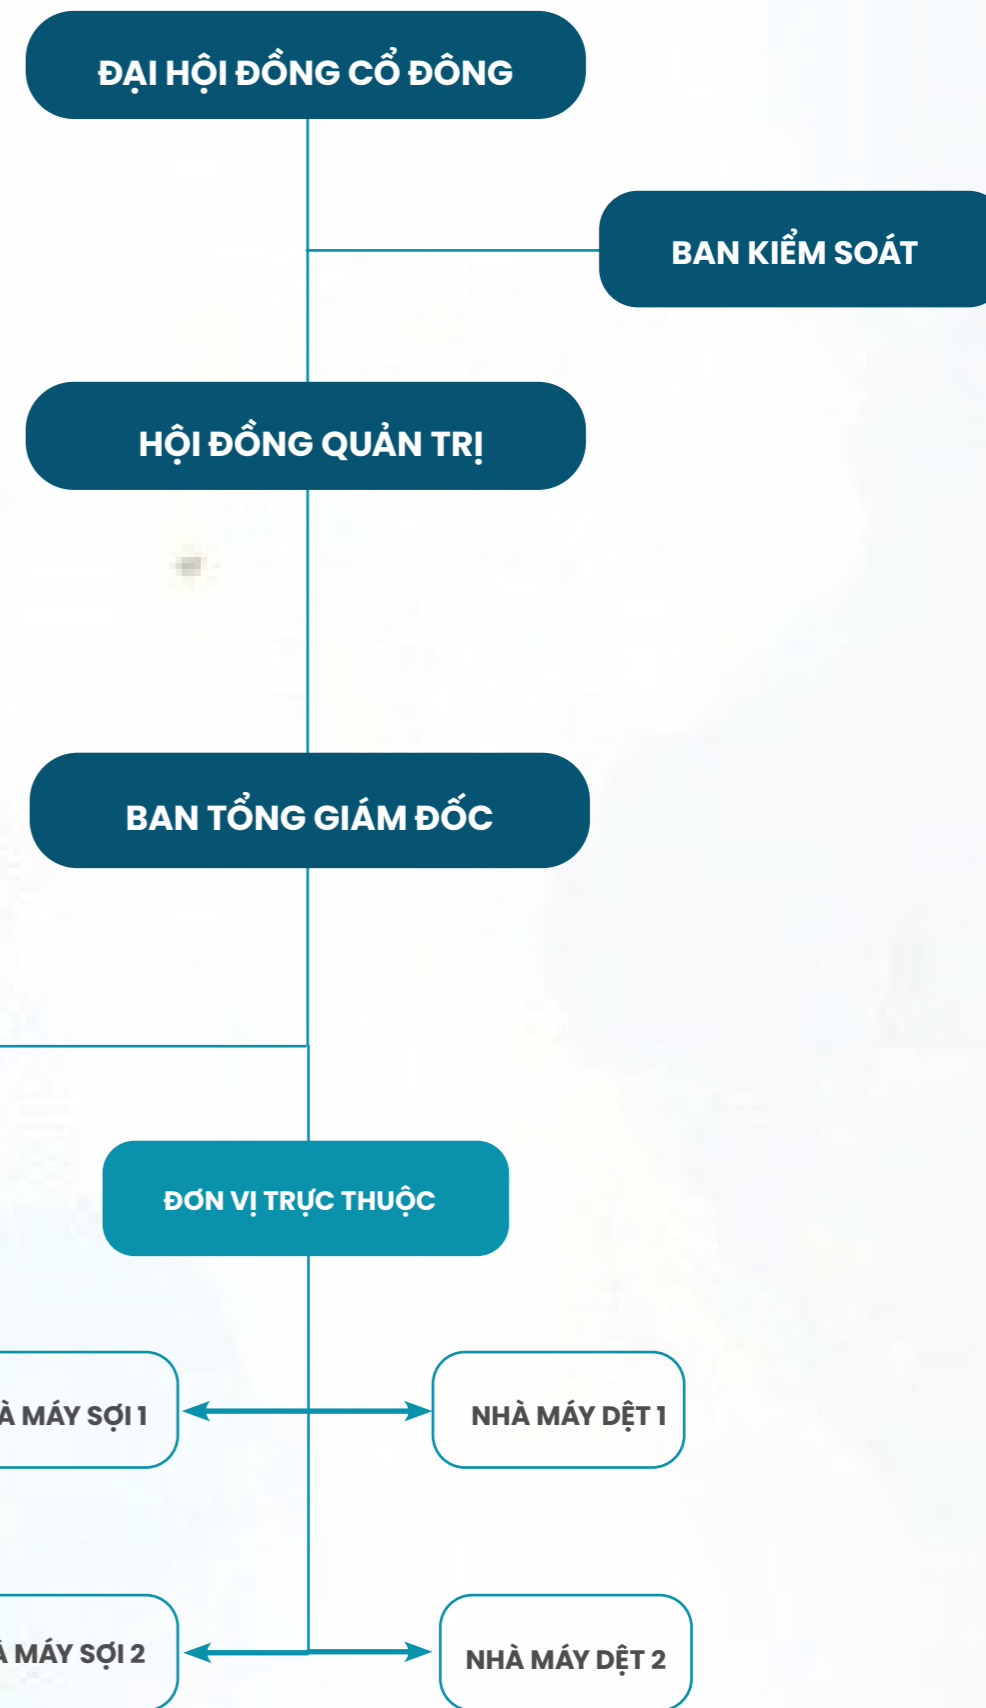 ĐẠI HỘI ĐỒNG CỔ ĐÔNG
BAN KIỂM SOÁT
HỘI ĐỒNG QUẢN TRỊ
BAN TỔNG GIÁM ĐỐC
ĐƠN VỊ TRỰC THUỘC
MÁY SỢI 1
NHÀ MÁY DỆT 1
MÁY SỢI 2
NHÀ MÁY DỆT 2